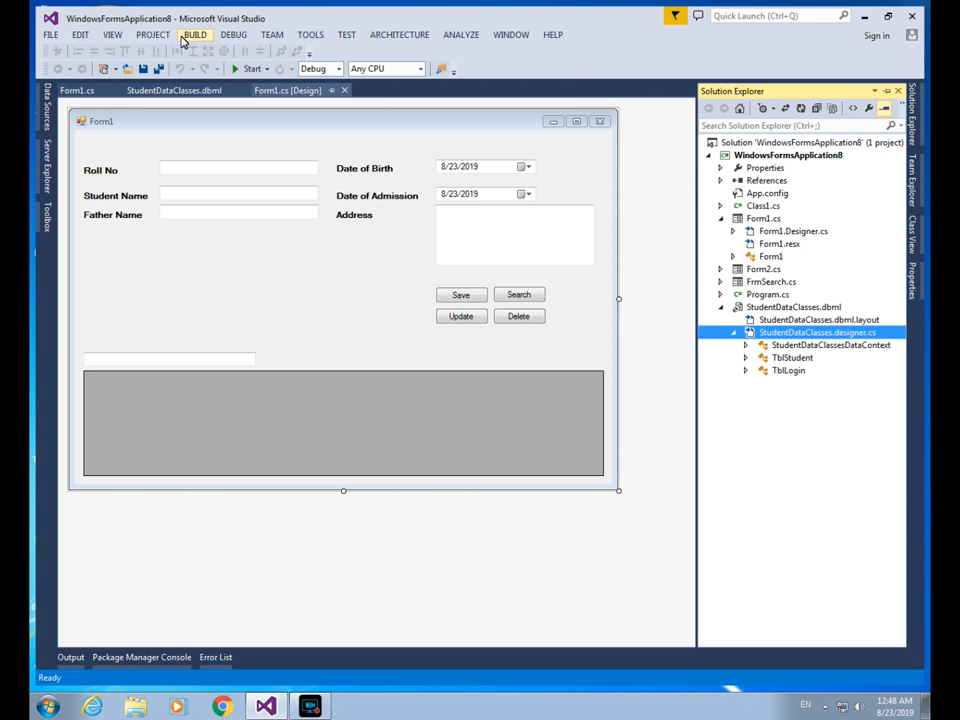 WindowsFormsApplication8 - Microsoft Visual Studio
Quick Launch (Ctrl+Q)
FILE EDIT VIEW PROJECT BUILD DEBUG TEAM TOOLS TEST ARCHITECTURE ANALYZE WINDOW HELP
Sign in
Start Debug Any CPU
Form1.cs StudentDataClasses.dbml Form1.cs [Design]
Data Sources
Server Explorer
Toolbox
Form1
Roll No
Student Name
Father Name
Date of Birth 8/23/2019
Date of Admission 8/23/2019
Address
Save Search
Update Delete
Solution Explorer
Search Solution Explorer (Ctrl+;)
Solution 'WindowsFormsApplication8' (1 project)
WindowsFormsApplication8
Properties
References
App.config
Class1.cs
Form1.cs
Form1.Designer.cs
Form1.resx
Form1
Form2.cs
FrmSearch.cs
Program.cs
StudentDataClasses.dbml
StudentDataClasses.dbml.layout
StudentDataClasses.designer.cs
StudentDataClassesDataContext
TblStudent
TblLogin
Solution Explorer
Team Explorer
Class View
Properties
Output Package Manager Console Error List
Ready
EN
12:48 AM
8/23/2019